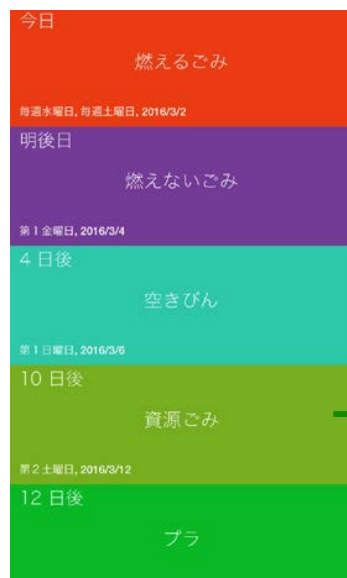 今日
燃えるごみ
毎週水曜日, 毎週土曜日, 2016/3/2
明後日
燃えないごみ
第1金曜日, 2016/3/4
4 日後
空きびん
第1日曜日, 2016/3/6
10 日後
資源ごみ
第2土曜日, 2016/3/12
12 日後
プラ